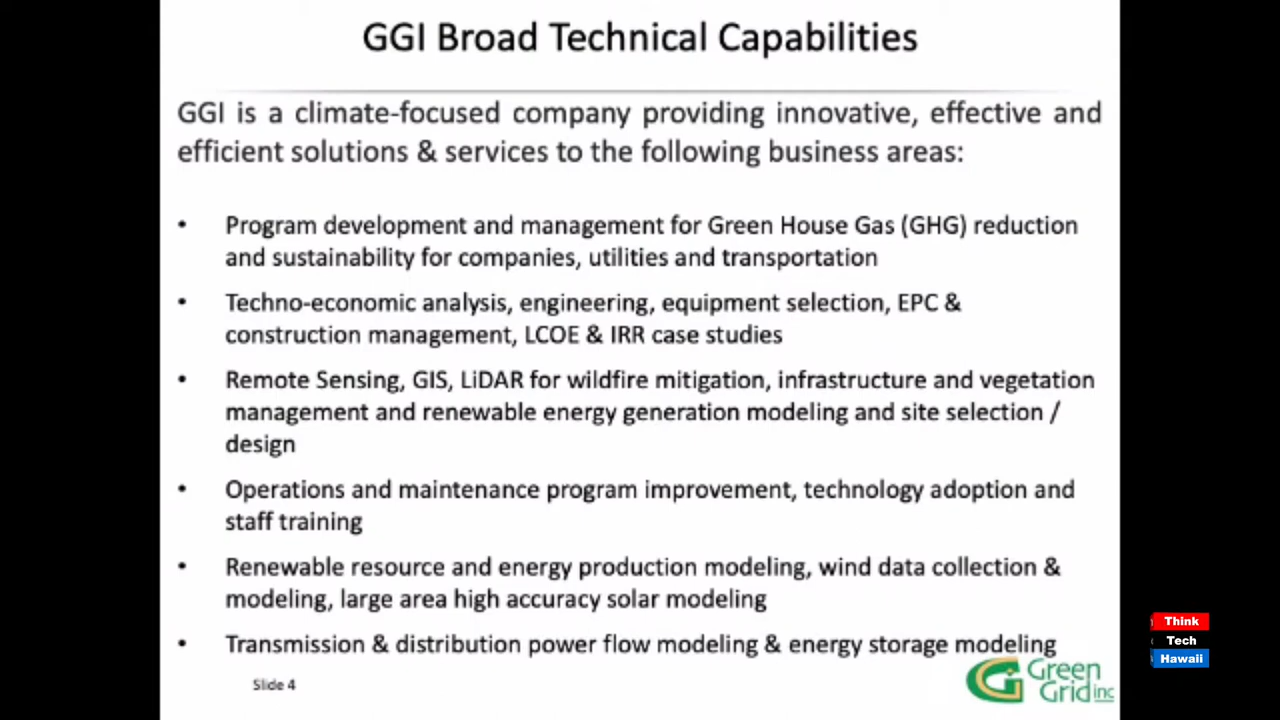 GGI Broad Technical Capabilities
GGI is a climate-focused company providing innovative, effective and
efficient solutions & services to the following business areas:
• Program development and management for Green House Gas (GHG) reduction
and sustainability for companies, utilities and transportation
• Techno-economic analysis, engineering, equipment selection, EPC &
construction management, LCOE & IRR case studies
• Remote Sensing, GIS, LiDAR for wildfire mitigation, infrastructure and vegetation
management and renewable energy generation modeling and site selection /
design
• Operations and maintenance program improvement, technology adoption and
staff training
• Renewable resource and energy production modeling, wind data collection &
modeling, large area high accuracy solar modeling
• Transmission & distribution power flow modeling & energy storage modeling
Slide 4
Green
Grid inc
Think
Tech
Hawaii